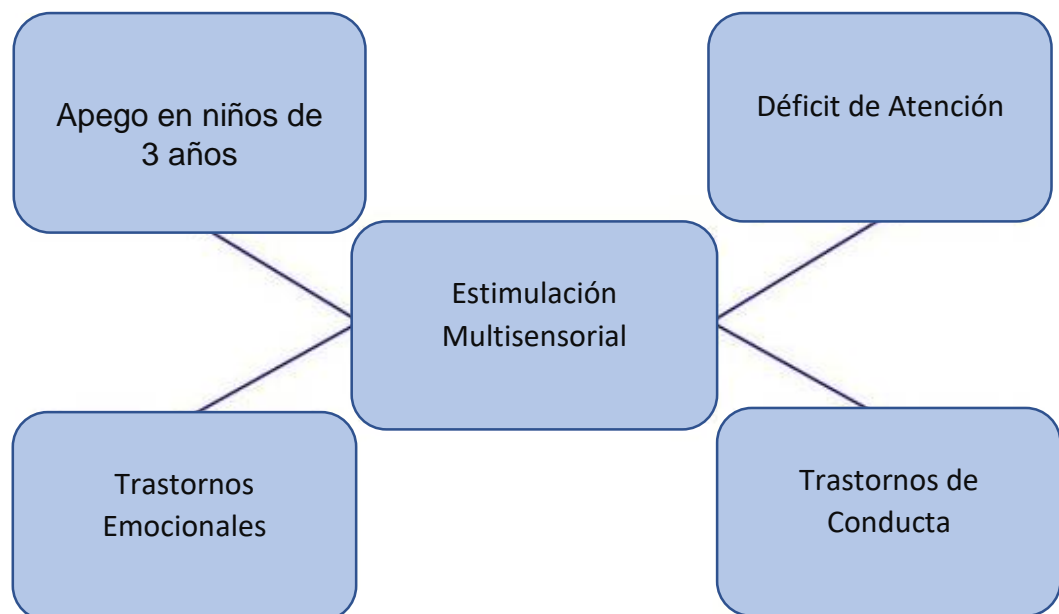 Apego en niños de
3 años
Déficit de Atención
Estimulación
Multisensorial
Trastornos
Emocionales
Trastornos de
Conducta